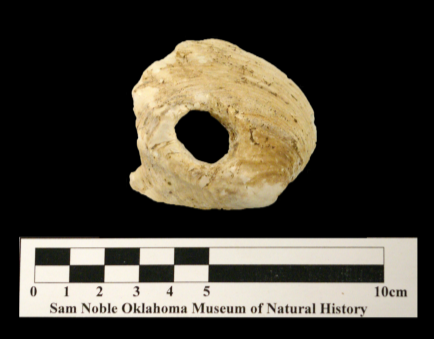 0 1 2 3 4 5 10cm
Sam Noble Oklahoma Museum of Natural History